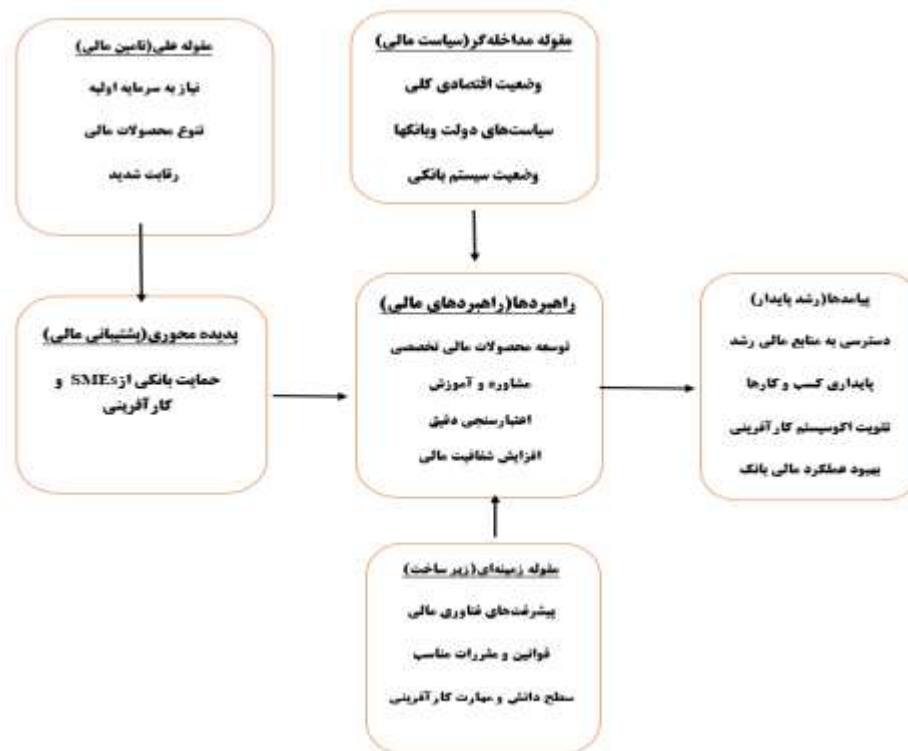 مقوله علی(تامین مالی)
نیاز به سرمایه اولیه
تنوع محصولات مالی
رقابت شدید
مقوله مداخله‌گر(سیاست مالی)
وضعیت اقتصادی کلی
سیاست‌های دولت وبانکها
وضعیت سیستم بانکی
پدیده محوری(پشتیبانی مالی)
حمایت بانکی از SMEs و
کارآفرینی
راهبردها(راهبردهای مالی)
توسعه محصولات مالی تخصصی
مشاوره و آموزش
اعتبارسنجی دقیق
افزایش شفافیت مالی
پیامدها(رشد پایدار)
دسترسی به منابع مالی رشد
پایداری کسب و کارها
تقویت اکوسیستم کارآفرینی
بهبود عملکرد مالی بانک
مقوله زمینه‌ای(زیر ساخت)
پیشرفت‌های فناوری مالی
قوانین و مقررات مناسب
سطح دانش و مهارت کارآفرینی